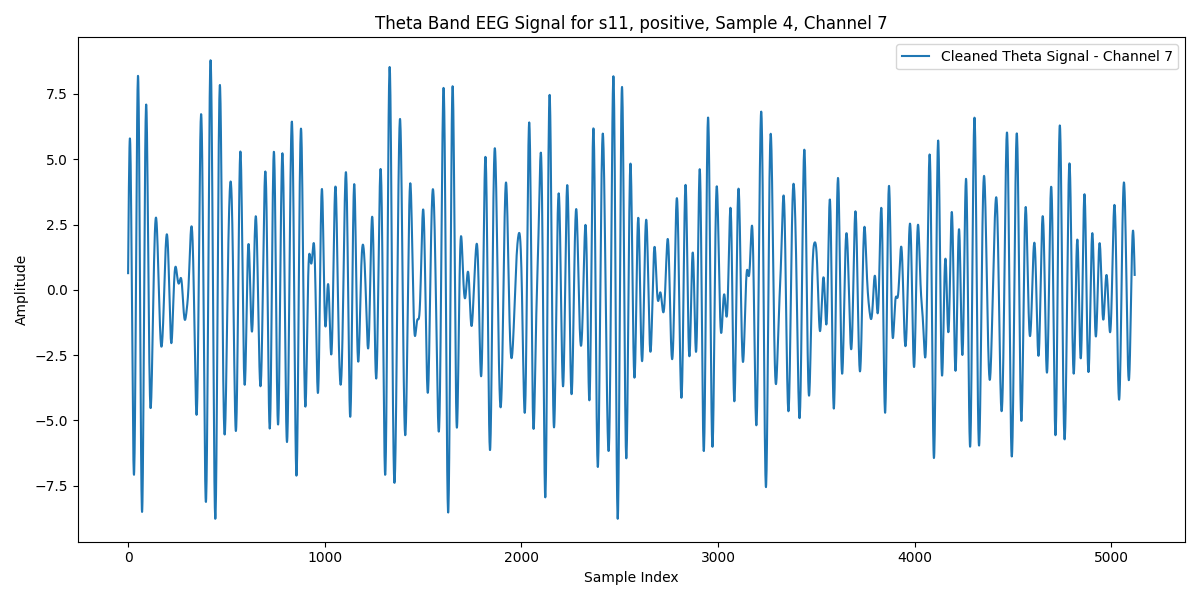 Theta Band EEG Signal for s11, positive, Sample 4, Channel 7
Cleaned Theta Signal - Channel 7
Amplitude
7.5
5.0
2.5
0.0
−2.5
−5.0
−7.5
0 1000 2000 3000 4000 5000
Sample Index